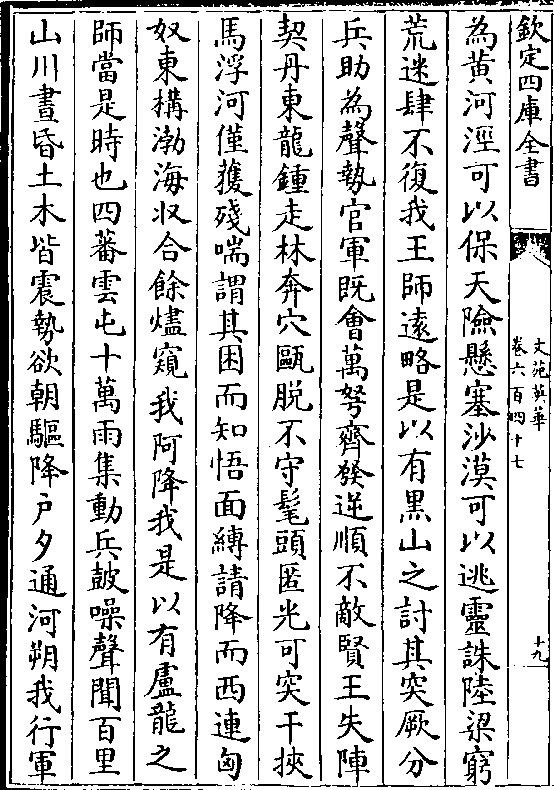 欽定四庫全書
文苑英華
卷六百四十七
十九
為黄河淫可以保天險懸塞沙漠可以逃靈誅陸梁窮
荒迷肆不復我王師逺略是以有黒山之討其突厥分
兵助為聲埶官軍既會萬弩齊發逆順不敵賢王失陣
契丹東龍鍾走林奔穴甌脱不守髦頭匿光可突干挾
馬浮河僅獲殘喘謂其困而知悟面縛請降而西連匈
奴東構渤海収合餘燼窺我阿降我是以有盧龍之
師當是時也四蕃雲屯十萬雨集動兵鼓噪聲聞百里
山川晝昏土木皆震勢欲朝驅降户夕通河朔我行軍